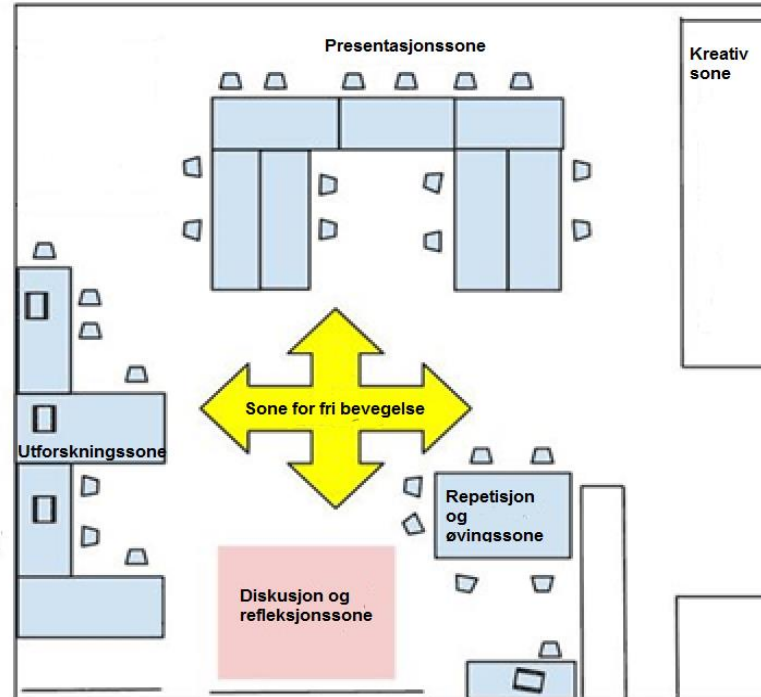 Presentasjonssone
Kreativ
sone
Sone for fri bevegelse
Utforskningssone
Repetisjon
og
øvingssone
Diskusjon og
refleksjonssone